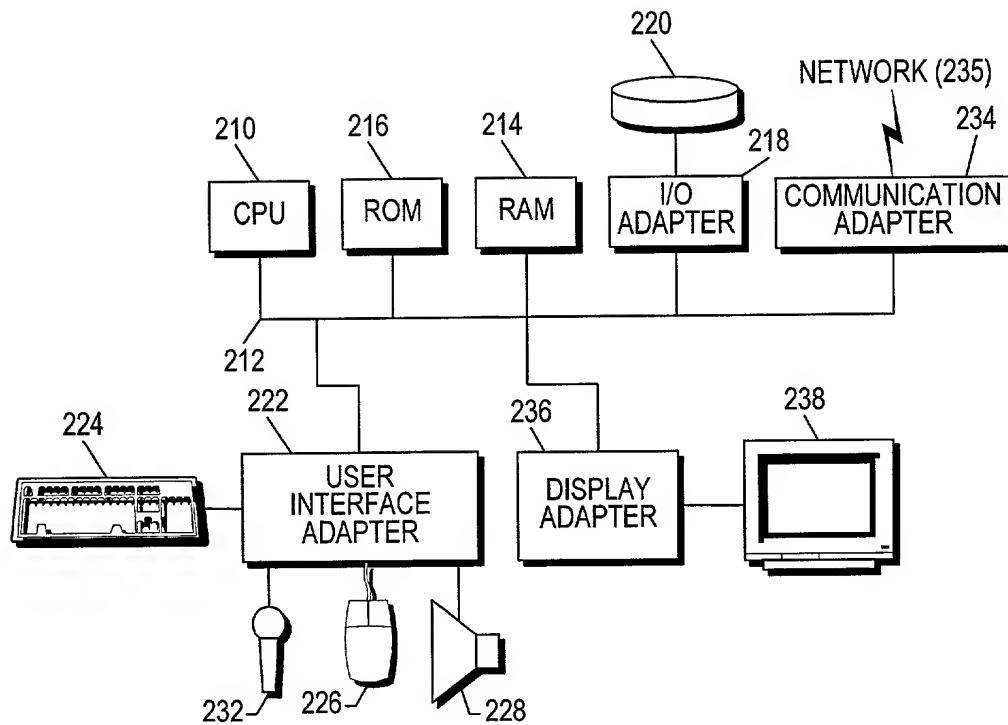 220
NETWORK (235)
210
216
214
218
234
CPU
ROM
RAM
I/O
ADAPTER
COMMUNICATION
ADAPTER
212
224
222
236
238
USER
INTERFACE
ADAPTER
DISPLAY
ADAPTER
232
226
228